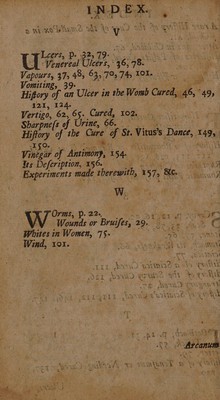 INDEX.
V
ULcers, p. 32, 79.
Venereal Ulcers, 36, 78.
Vapours, 37, 48, 63, 70, 74, 101.
Vomiting, 39.
History of an Ulcer in the Womb Cured, 46, 49,
121, 124.
Vertigo, 62, 65. Cured, 102.
Sharpness of Urine, 66.
History of the Cure of St. Vitus's Dance, 149,
150.
Vinegar of Antimony, 154.
Its Description, 156.
Experiments made therewith, 157, &c.
W
WOrms, p. 22.
Wounds or Bruises, 29.
Whites in Women, 75.
Wind, 101.
Arcanum